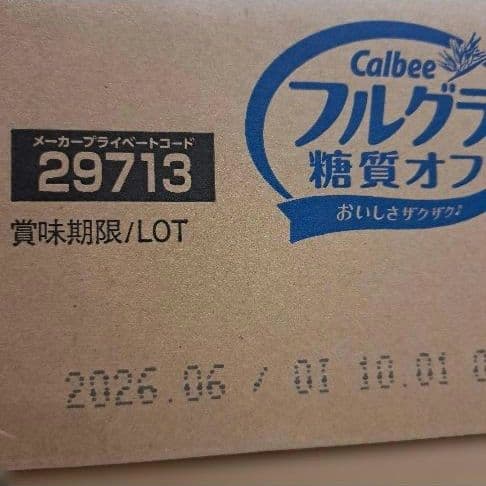 Calbee
フルグラ
糖質オフ
おいしさザクザク♪
メーカープライベートコード
29713
賞味期限/LOT
2026.06 / 01 10.01